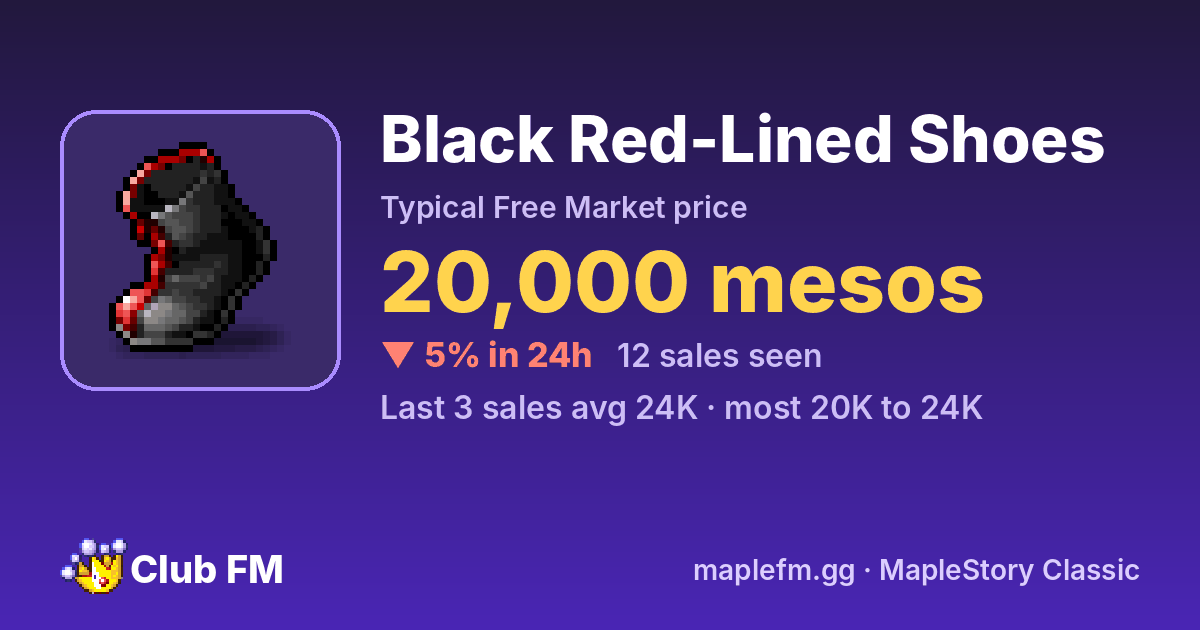 Black Red-Lined Shoes
Typical Free Market price
20,000 mesos
▼ 5% in 24h 12 sales seen
Last 3 sales avg 24K · most 20K to 24K
Club FM
maplefm.gg · MapleStory Classic